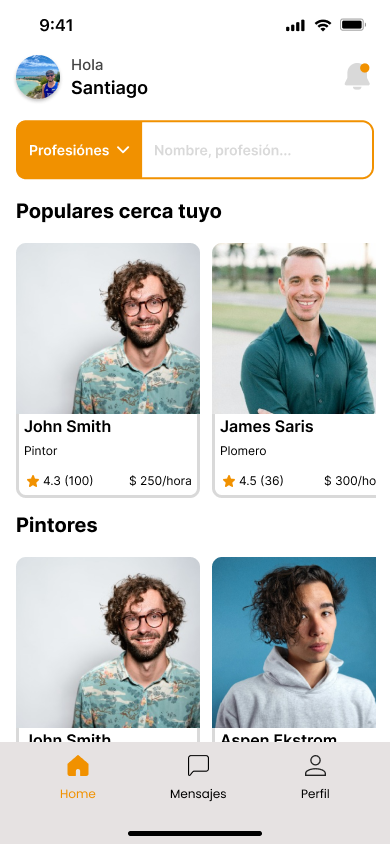 9:41
Hola
Santiago
Profesiónes
Nombre, profesión...
Populares cerca tuyo
John Smith
Pintor
4.3 (100) $ 250/hora
James Saris
Plomero
4.5 (36) $ 300/ho
Pintores
John Smith
Aspen Ekstrom
Home
Mensajes
Perfil